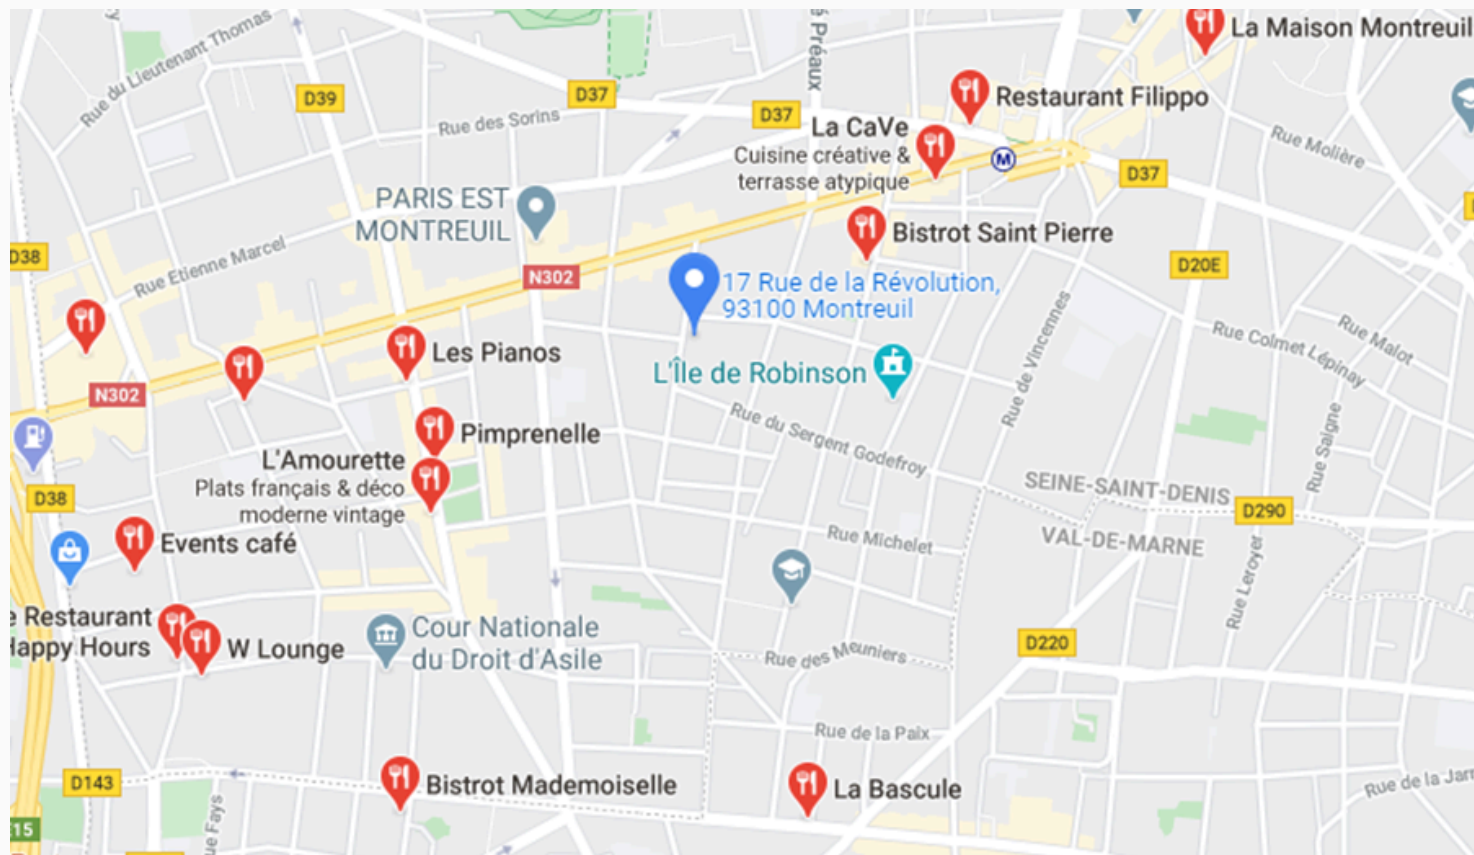 La Maison Montreuil
Rue du Lieutenant Thomas
é Préaux
D39
D37
Restaurant Filippo
D37
Rue des Sorins
La CaVe
Cuisine créative &
terrasse atypique
M
Rue Molière
D37
PARIS EST
MONTREUIL
Bistrot Saint Pierre
D38
Rue Etienne Marcel
N302
D20E
17 Rue de la Révolution,
93100 Montreuil
Rue de Vincennes
Rue Colmet Lépinay
Rue Malot
Les Pianos
L'Île de Robinson
N302
Rue du Sergent Godefroy
Rue Saigne
Pimprenelle
L'Amourette
Plats français & déco
moderne vintage
D38
SEINE-SAINT-DENIS
D290
VAL-DE-MARNE
Rue Michelet
Events café
Rue Leroyer
e Restaurant
Happy Hours
W Lounge
Cour Nationale
du Droit d'Asile
D220
Rue des Meuniers
Rue de la Paix
D143
Bistrot Mademoiselle
La Bascule
Rue de la Jarr
ue Fays
15